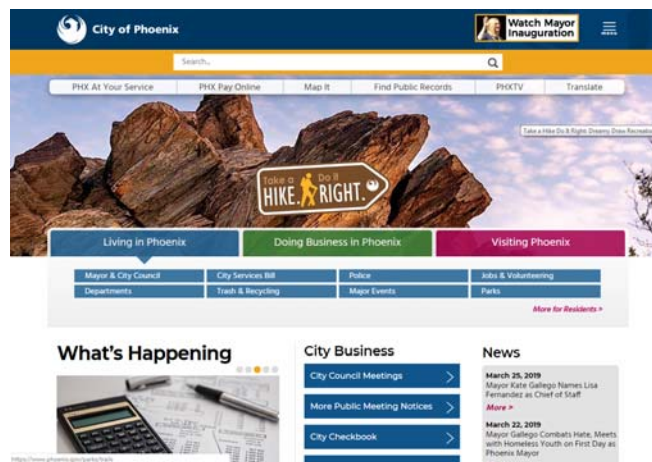 City of Phoenix
Watch Mayor
Inauguration
Search..
PHX At Your Service
PHX Pay Online
Map It
Find Public Records
PHXTV
Translate
Take a Hike Do It Right: Dreamy Draw Recreatio
Take a Do It
HIKE. RIGHT.
Living in Phoenix
Doing Business in Phoenix
Visiting Phoenix
Mayor & City Council
City Services Bill
Police
Jobs & Volunteering
Departments
Trash & Recycling
Major Events
Parks
More for Residents >
What's Happening
City Business
City Council Meetings
More Public Meeting Notices
City Checkbook
News
March 25, 2019
Mayor Kate Gallego Names Lisa
Fernandez as Chief of Staff
More >
March 22, 2019
Mayor Gallego Combats Hate, Meets
with Homeless Youth on First Day as
Phoenix Mayor
https://www.phoenix.gov/parks/trails